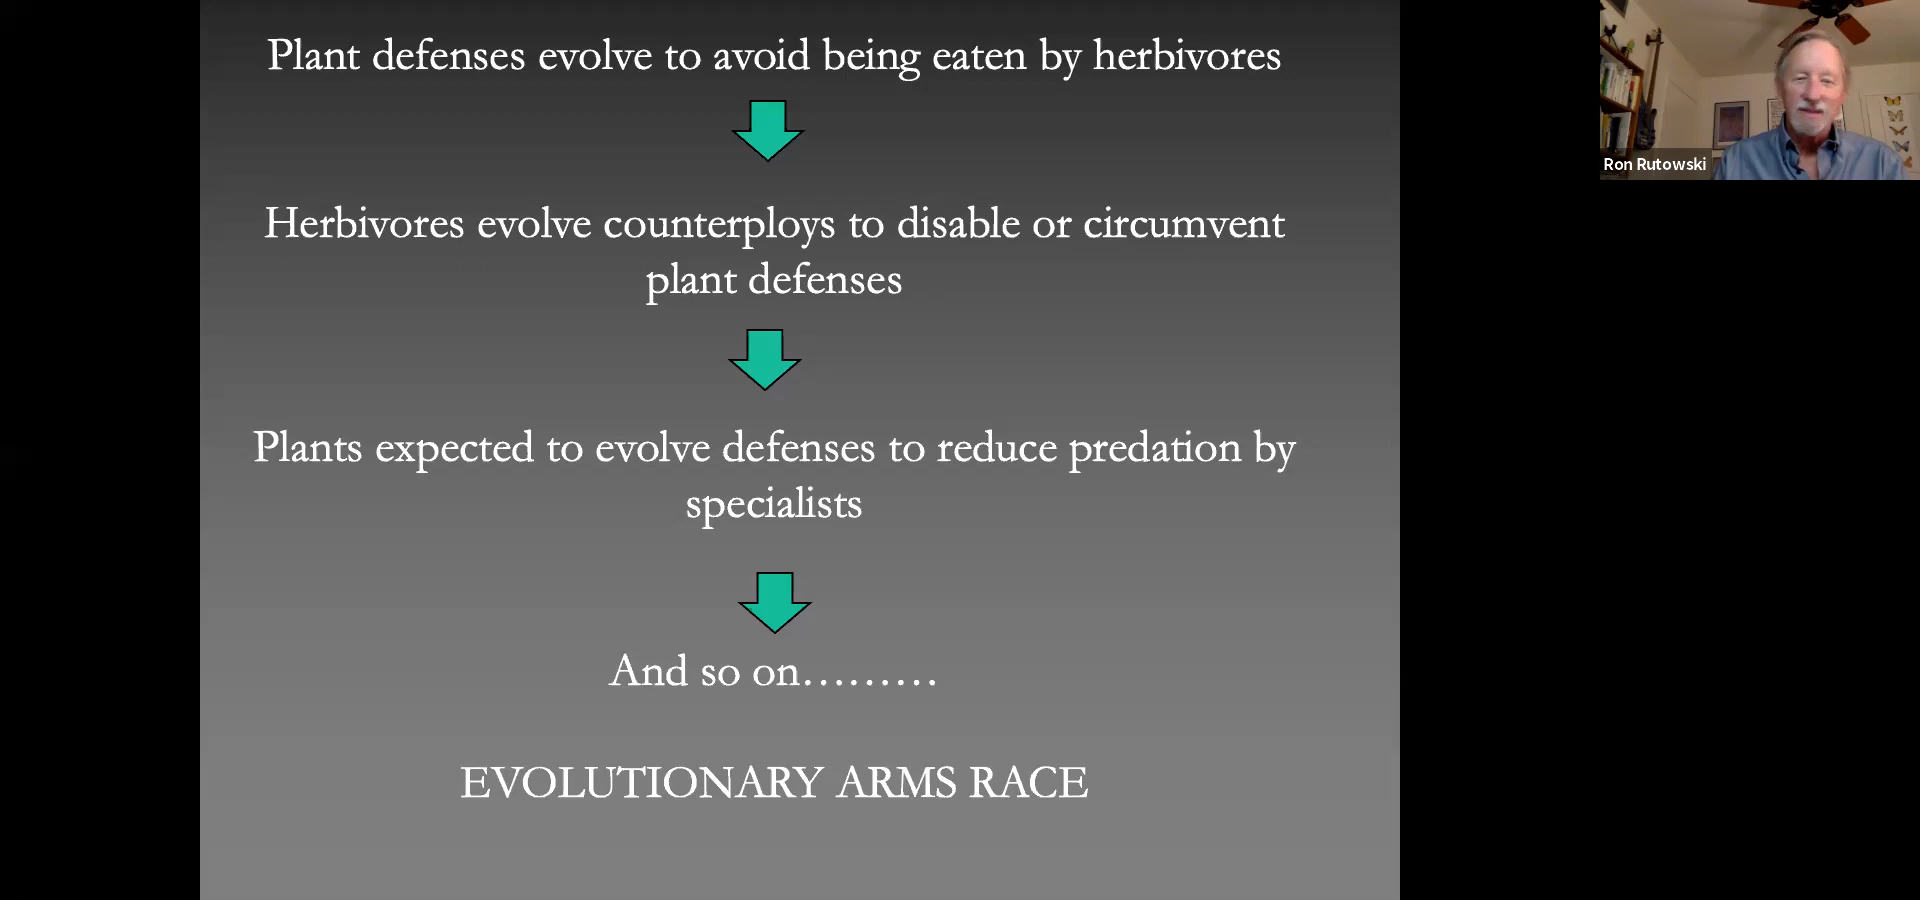 Plant defenses evolve to avoid being eaten by herbivores
Herbivores evolve counterploys to disable or circumvent
plant defenses
Plants expected to evolve defenses to reduce predation by
specialists
And so on.........
EVOLUTIONARY ARMS RACE
Ron Rutowski